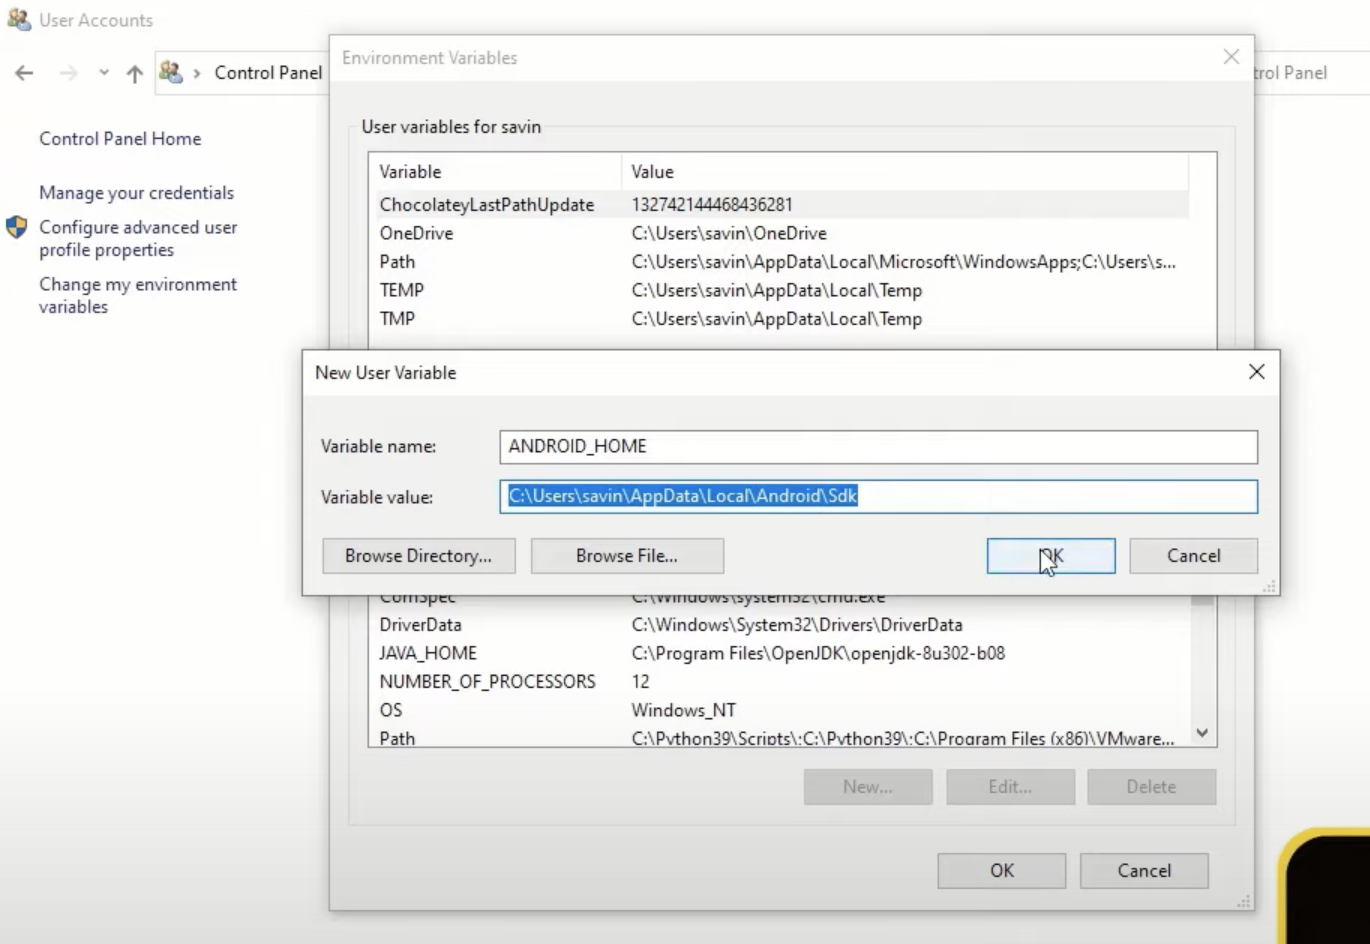 User Accounts
Control Panel
trol Panel
Control Panel Home
Manage your credentials
Configure advanced user
profile properties
Change my environment
variables
Environment Variables
User variables for savin
Variable Value
ChocolateyLastPathUpdate 132742144468436281
OneDrive C:\Users\savin\OneDrive
Path C:\Users\savin\AppData\Local\Microsoft\WindowsApps;C:\Users\s...
TEMP C:\Users\savin\AppData\Local\Temp
TMP C:\Users\savin\AppData\Local\Temp
New User Variable
Variable name: ANDROID_HOME
Variable value: C:\Users\savin\AppData\Local\Android\Sdk
Browse Directory... Browse File... OK Cancel
ComSpec C:\Windows\system32\cmd.exe
DriverData C:\Windows\System32\Drivers\DriverData
JAVA_HOME C:\Program Files\OpenJDK\openjdk-8u302-b08
NUMBER_OF_PROCESSORS 12
OS Windows_NT
Path C:\Python39\Scripts\;C:\Python39\;C:\Program Files (x86)\VMware...
New... Edit... Delete
OK Cancel